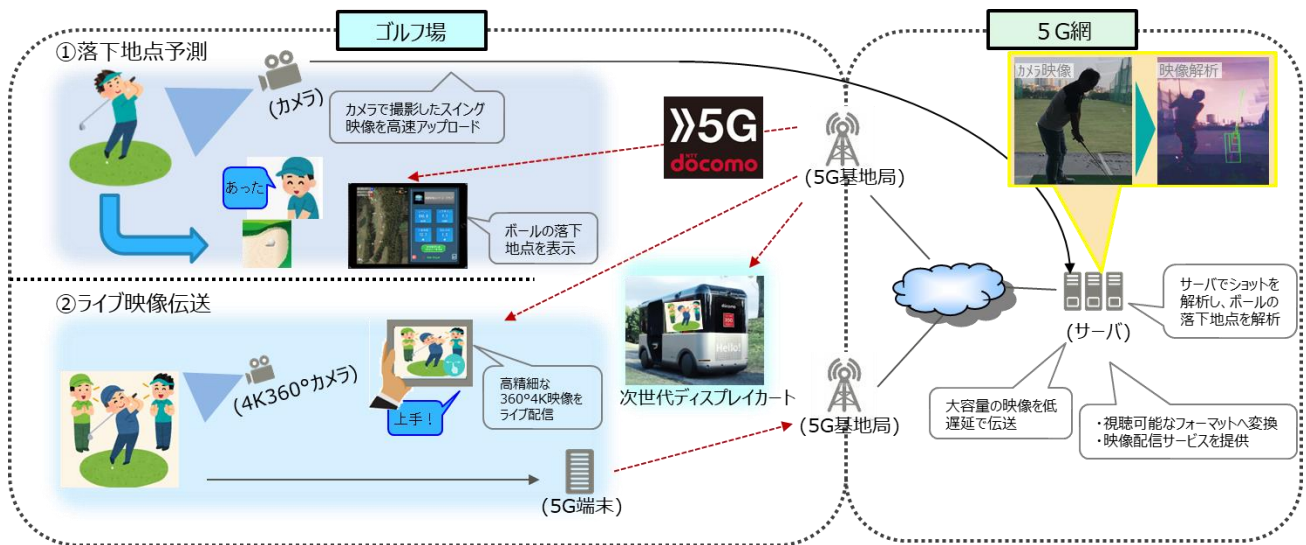 ゴルフ場
5G網
①落下地点予測
(カメラ)
カメラで撮影したスイング
映像を高速アップロード
あった
ボールの落下
地点を表示
5G
NTT
docomo
(5G基地局)
カメラ映像
映像解析
サーバでショットを
解析し、ボールの
落下地点を解析
(サーバ)
大容量の映像を低
遅延で伝送
・視聴可能なフォーマットへ変換
・映像配信サービスを提供
②ライブ映像伝送
(4K360°カメラ)
上手！
高精細な
360°4K映像を
ライブ配信
docomo
Hello!
次世代ディスプレイカート
(5G基地局)
(5G端末)